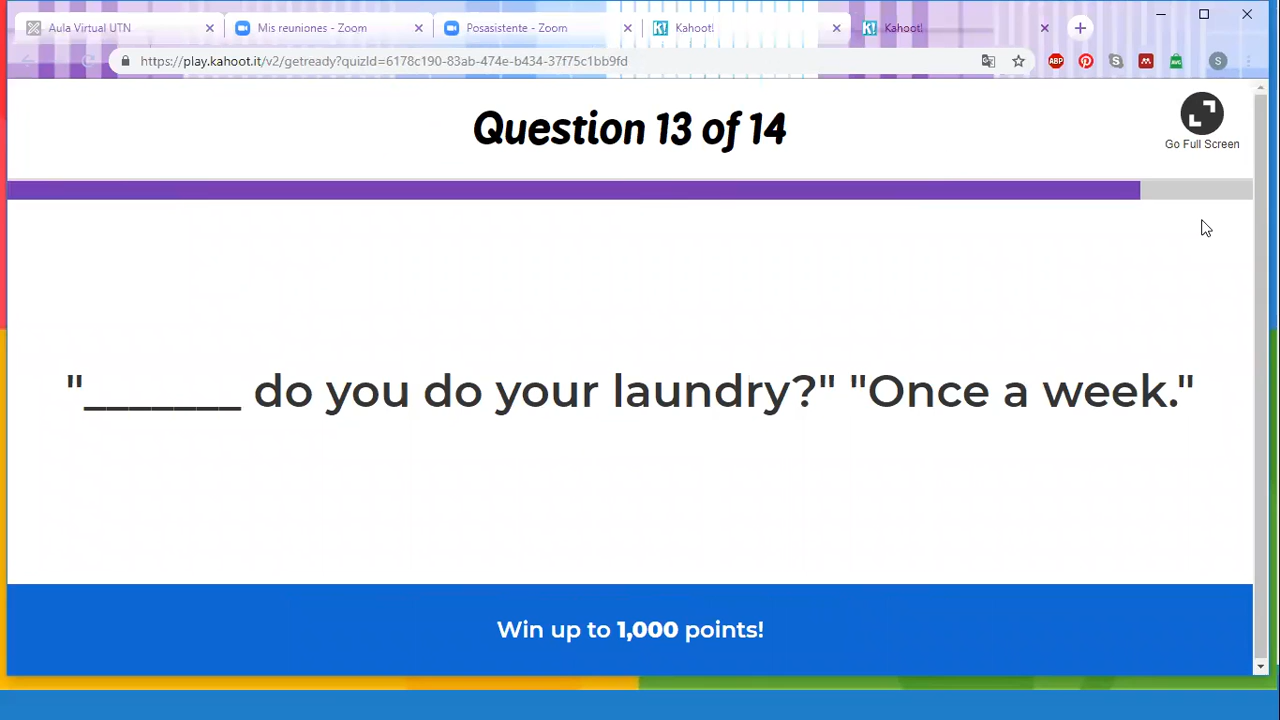 Aula Virtual UTN
Mis reuniones - Zoom
Posasistente - Zoom
Kahoot!
Kahoot!
https://play.kahoot.it/v2/getready?quizId=6178c190-83ab-474e-b434-37f75c1bb9fd
ABP
S
Question 13 of 14
Go Full Screen
"_______ do you do your laundry?" "Once a week."
Win up to 1,000 points!